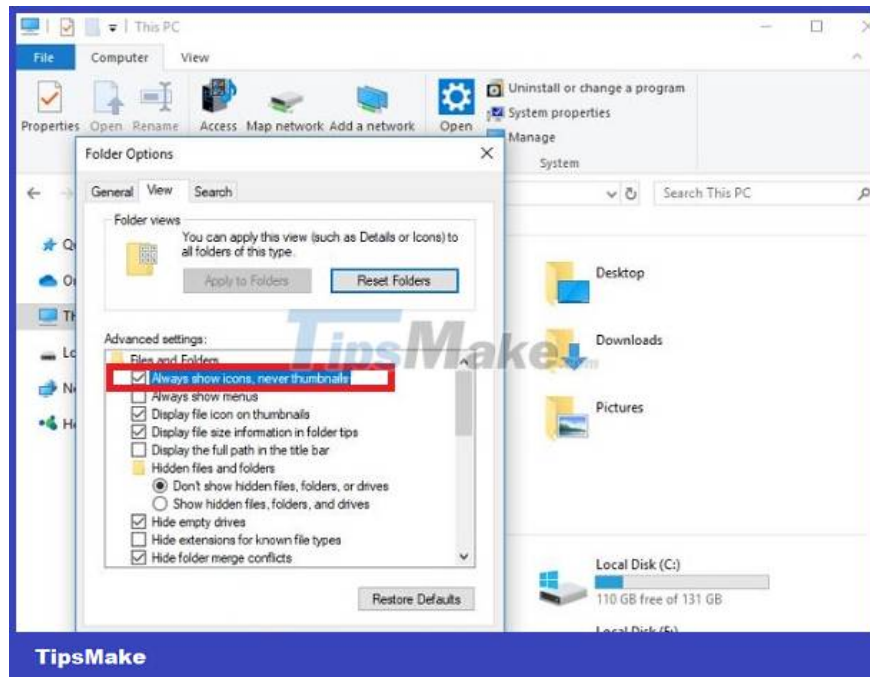 This PC
File Computer View
Properties Open Rename Access Map network Add a network Open
Uninstall or change a program
System properties
Manage
System
Folder Options
General View Search
Search This PC
Folder views
You can apply this view (such as Details or Icons) to
all folders of this type.
Apply to Folders Reset Folders
Advanced settings:
Files and Folders
Always show icons, never thumbnails
Always show menus
Display file icon on thumbnails
Display file size information in folder tips
Display the full path in the title bar
Hidden files and folders
Don't show hidden files, folders, or drives
Show hidden files, folders, and drives
Hide empty drives
Hide extensions for known file types
Hide folder merge conflicts
Restore Defaults
Desktop
Downloads
Pictures
Local Disk (C:)
110 GB free of 131 GB
TipsMake
TipsMake